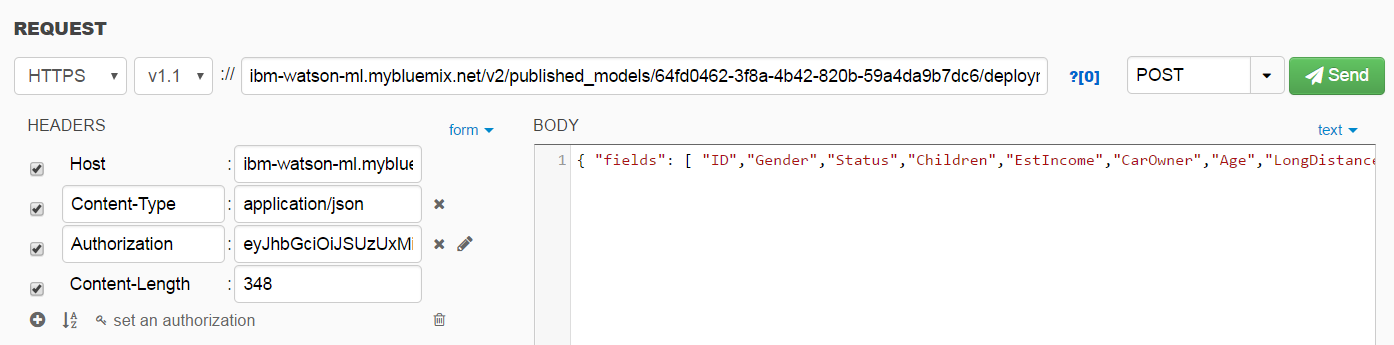 REQUEST
HTTPS v1.1 :// ibm-watson-ml.mybluemix.net/v2/published_models/64fd0462-3f8a-4b42-820b-59a4da9b7dc6/deployr ?[0] POST Send
HEADERS form BODY text
Host : ibm-watson-ml.myblue
Content-Type : application/json
Authorization : eyJhbGciOiJSUzUxMi
Content-Length : 348
set an authorization
1 { "fields": [ "ID","Gender","Status","Children","EstIncome","CarOwner","Age","LongDistance